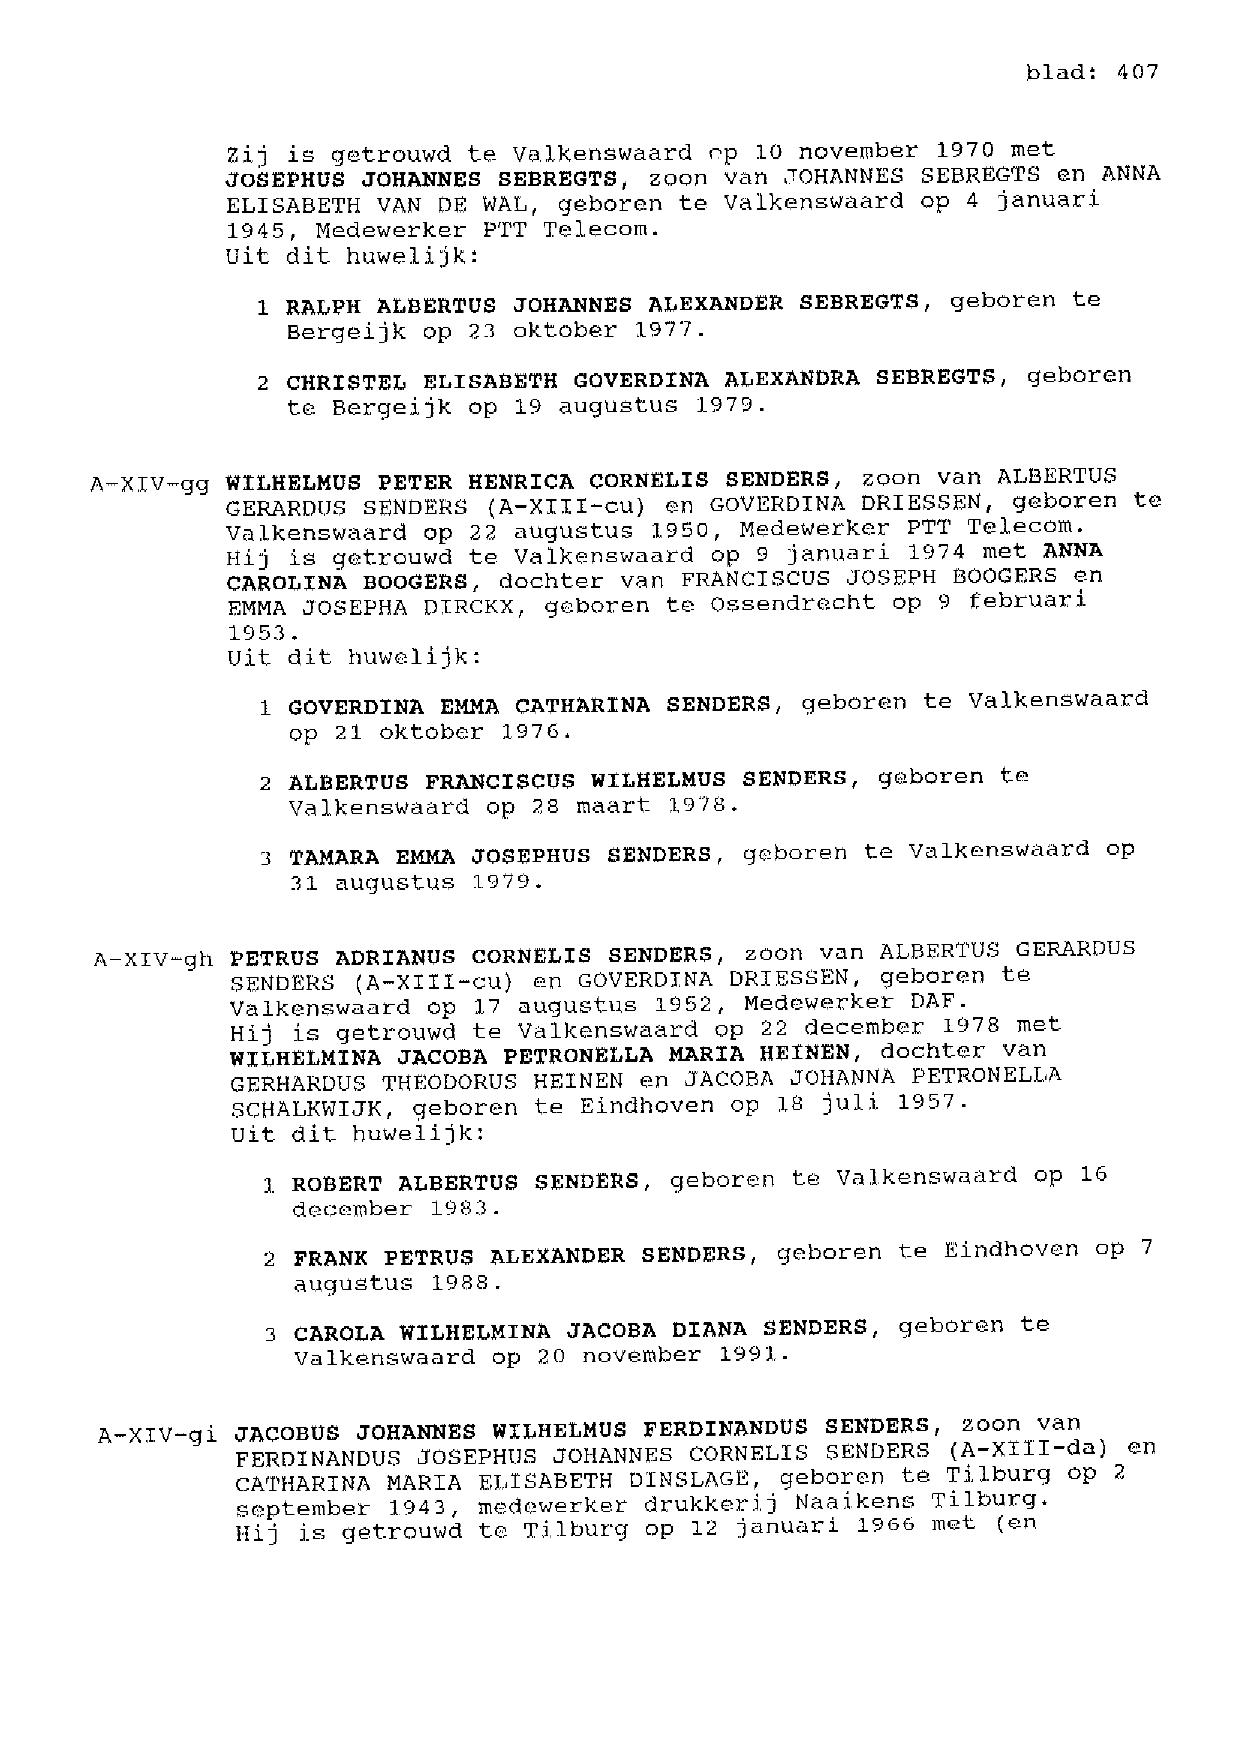 blad: 407
Zij is getrouwd te Valkenswaard op 10 november 1970 met
JOSEPHUS JOHANNES SEBREGTS, zoon van JOHANNES SEBREGTS en ANNA
ELISABETH VAN DE WAL, geboren te Valkenswaard op 4 januari
1945, Medewerker PTT Telecom.
Uit dit huwelijk:
1 RALPH ALBERTUS JOHANNES ALEXANDER SEBREGTS, geboren te
Bergeijk op 23 oktober 1977.
2 CHRISTEL ELISABETH GOVERDINA ALEXANDRA SEBREGTS, geboren
te Bergeijk op 19 augustus 1979.
A-XIV-gg WILHELMUS PETER HENRICA CORNELIS SENDERS, zoon van ALBERTUS
GERARDUS SENDERS (A-XIII-cu) en GOVERDINA DRIESSEN, geboren te
Valkenswaard op 22 augustus 1950, Medewerker PTT Telecom.
Hij is getrouwd te Valkenswaard op 9 januari 1974 met ANNA
CAROLINA BOOGERS, dochter van FRANCISCUS JOSEPH BOOGERS en
EMMA JOSEPHA DIRCKX, geboren te Ossendrecht op 9 februari
1953.
Uit dit huwelijk:
1 GOVERDINA EMMA CATHARINA SENDERS, geboren te Valkenswaard
op 21 oktober 1976.
2 ALBERTUS FRANCISCUS WILHELMUS SENDERS, geboren te
Valkenswaard op 28 maart 1978.
3 TAMARA EMMA JOSEPHUS SENDERS, geboren te Valkenswaard op
31 augustus 1979.
A-XIV-gh PETRUS ADRIANUS CORNELIS SENDERS, zoon van ALBERTUS GERARDUS
SENDERS (A-XIII-cu) en GOVERDINA DRIESSEN, geboren te
Valkenswaard op 17 augustus 1952, Medewerker DAF.
Hij is getrouwd te Valkenswaard op 22 december 1978 met
WILHELMINA JACOBA PETRONELLA MARIA HEINEN, dochter van
GERHARDUS THEODORUS HEINEN en JACOBA JOHANNA PETRONELLA
SCHALKWIJK, geboren te Eindhoven op 18 juli 1957.
Uit dit huwelijk:
1 ROBERT ALBERTUS SENDERS, geboren te Valkenswaard op 16
december 1983.
2 FRANK PETRUS ALEXANDER SENDERS, geboren te Eindhoven op 7
augustus 1988.
3 CAROLA WILHELMINA JACOBA DIANA SENDERS, geboren te
Valkenswaard op 20 november 1991.
A-XIV-gi JACOBUS JOHANNES WILHELMUS FERDINANDUS SENDERS, zoon van
FERDINANDUS JOSEPHUS JOHANNES CORNELIS SENDERS (A-XIII-da) en
CATHARINA MARIA ELISABETH DINSLAGE, geboren te Tilburg op 2
september 1943, medewerker drukkerij Naaikens Tilburg.
Hij is getrouwd te Tilburg op 12 januari 1966 met (en